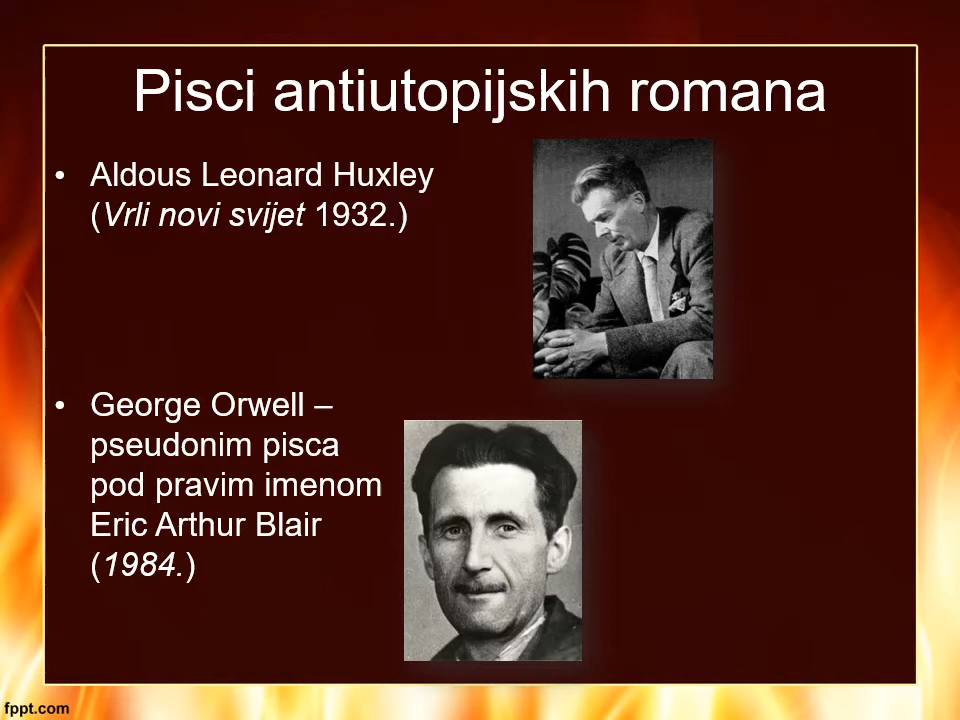 Pisci antiutopijskih romana
• Aldous Leonard Huxley
(Vrli novi svijet 1932.)
• George Orwell –
pseudonim pisca
pod pravim imenom
Eric Arthur Blair
(1984.)
fppt.com